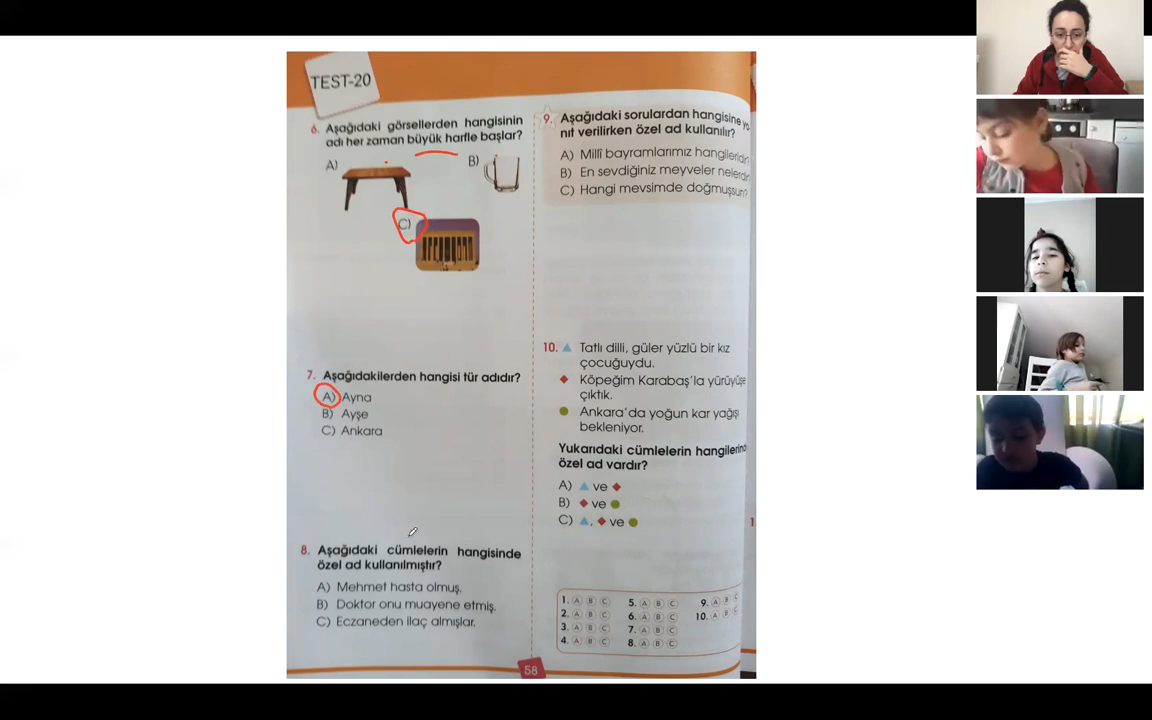 TEST-20
6. Aşağıdaki görsellerden hangisinin
adı her zaman büyük harfle başlar?
A)
B)
C)
7. Aşağıdakilerden hangisi tür adıdır?
A) Ayna
B) Ayşe
C) Ankara
8. Aşağıdaki cümlelerin hangisinde
özel ad kullanılmıştır?
A) Mehmet hasta olmuş.
B) Doktor onu muayene etmiş.
C) Eczaneden ilaç almışlar.
9. Aşağıdaki sorulardan hangisine
nıt verilirken özel ad kullanılır?
A) Millî bayramlarımız
B) En sevdiğiniz meyveler
C) Hangi mevsimde doğmuşsun?
10. ▲ Tatlı dilli, güler yüzlü bir kız
çocuğuydu.
◆ Köpeğim Karabaş'la yürüyüşe
çıktık.
● Ankara'da yoğun kar yağışı
bekleniyor.
Yukarıdaki cümlelerin
özel ad vardır?
A) ▲ ve ◆
B) ◆ ve ●
C) ▲, ◆ ve ●
1. A B C 5. A B C 9. A B C
2. A B C 6. A B C 10. A B C
3. A B C 7. A B C
4. A B C 8. A B C
58